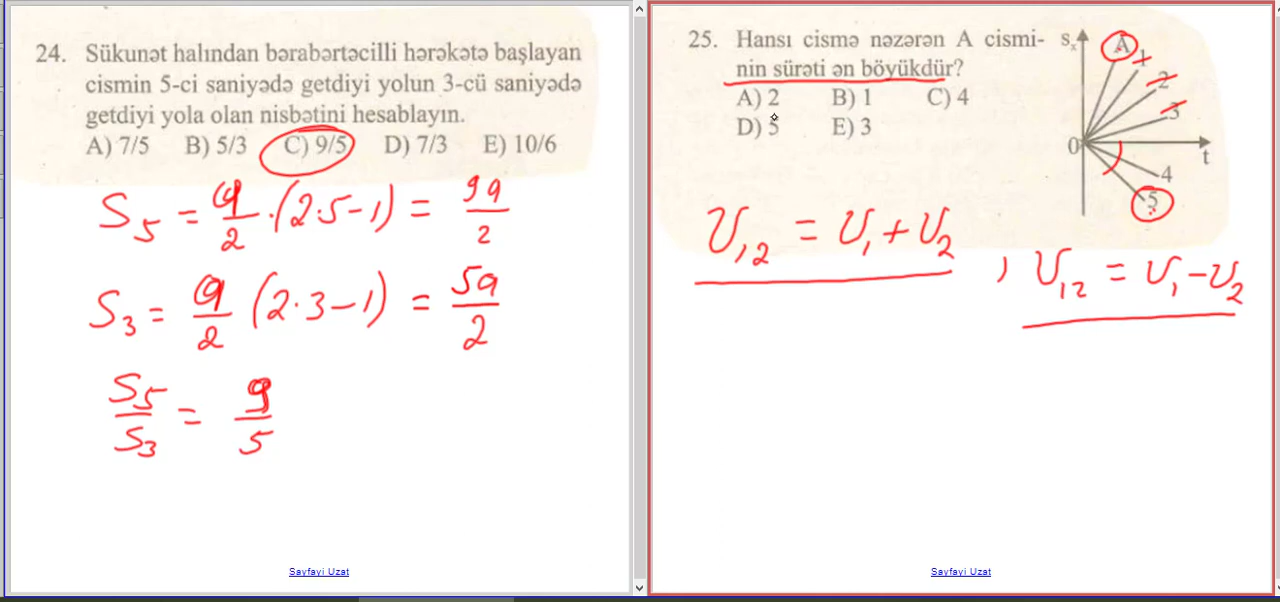 24. Sükunət halından bərabərtəcilli hərəkətə başlayan
cismin 5-ci saniyədə getdiyi yolun 3-cü saniyədə
getdiyi yola olan nisbətini hesablayın.
A) 7/5 B) 5/3 C) 9/5 D) 7/3 E) 10/6
S₅ = a/2 · (2·5-1) = 9a/2
S₃ = a/2 (2·3-1) = 5a/2
S₅/S₃ = 9/5
Sayfayi Uzat
25. Hansı cismə nəzərən A cismi-
nin sürəti ən böyükdür?
A) 2 B) 1 C) 4
D) 5 E) 3
sₓ
A
1
2
3
0
t
4
5
υ₁₂ = υ₁ + υ₂
, υ₁₂ = υ₁ - υ₂
Sayfayi Uzat